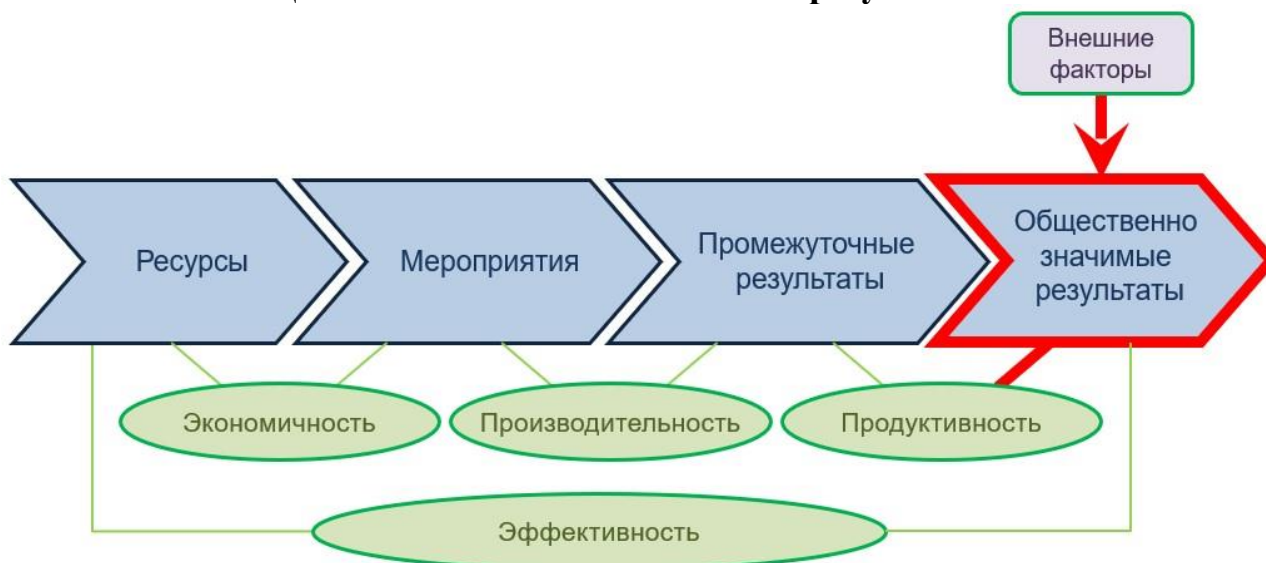 Внешние
факторы
Ресурсы
Мероприятия
Промежуточные
результаты
Общественно
значимые
результаты
Экономичность
Производительность
Продуктивность
Эффективность